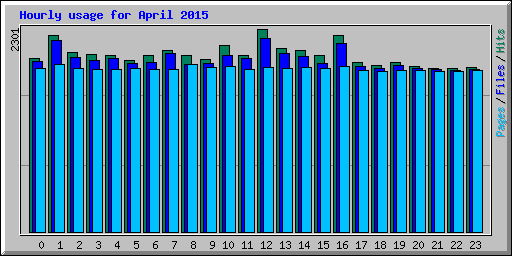 Hourly usage for April 2015
2301
0 1 2 3 4 5 6 7 8 9 10 11 12 13 14 15 16 17 18 19 20 21 22 23
Pages/Files/Hits